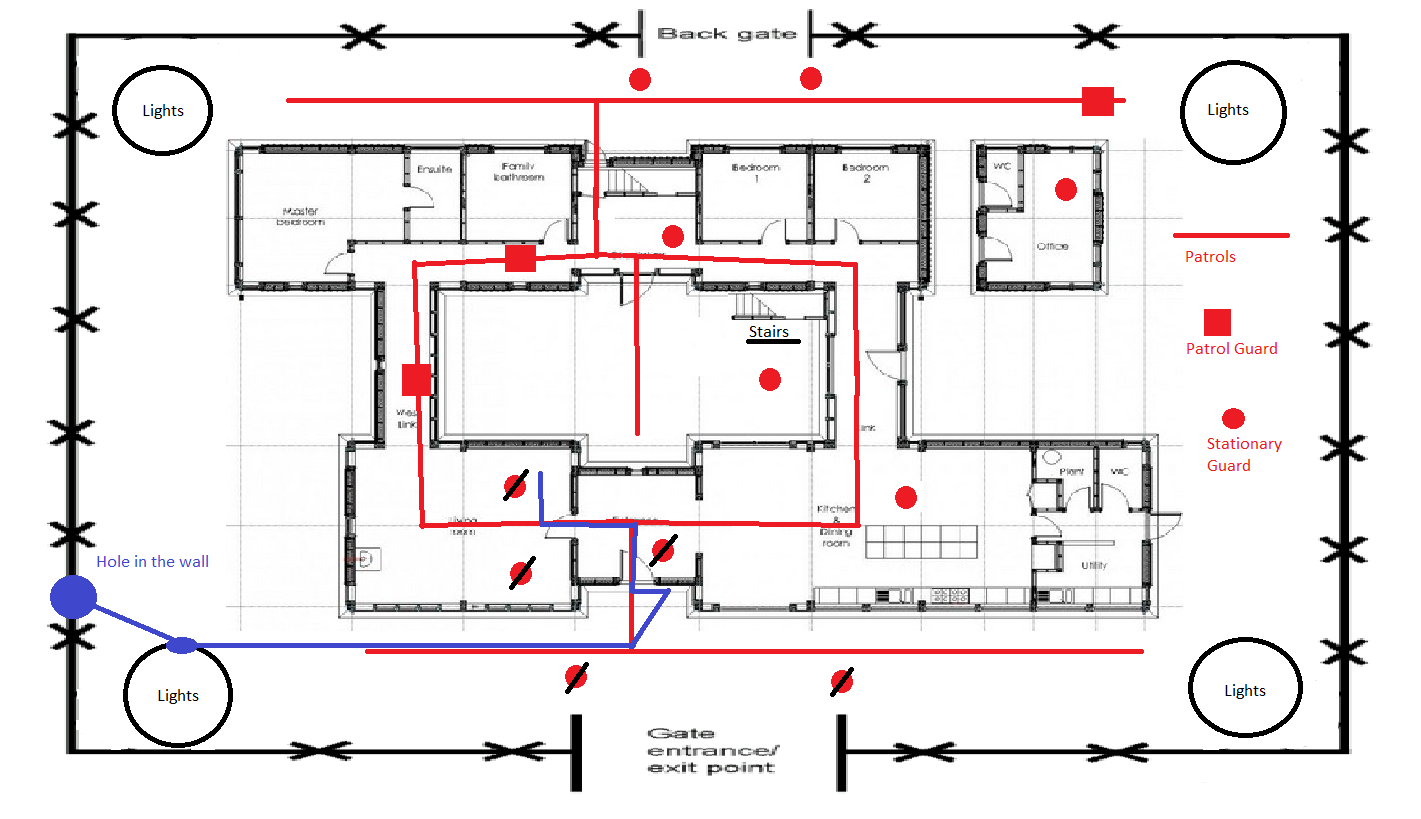 Back gate
Lights
Lights
Ensuite
Family
bathroom
Bedroom
1
Bedroom
2
WC
Master
bedroom
Office
Patrols
Stairs
Patrol Guard
West
Link
Link
Stationary
Guard
Plant
WC
Living
room
Kitchen
&
Dining
room
Utility
Hole in the wall
Lights
Lights
Gate
entrance/
exit point